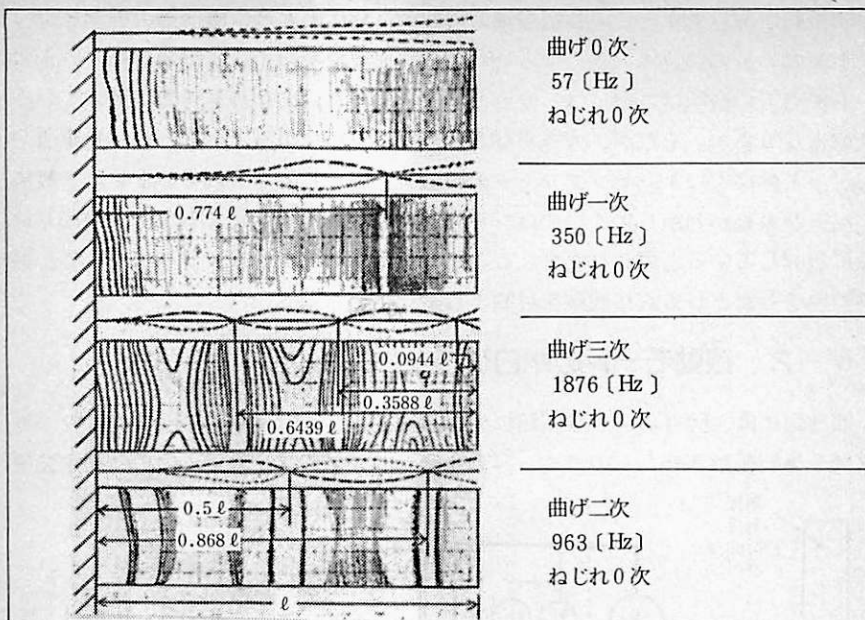 曲げ0次
57〔Hz〕
ねじれ0次
0.774 ℓ
曲げ一次
350〔Hz〕
ねじれ0次
0.0944 ℓ
0.3588 ℓ
0.6439 ℓ
曲げ三次
1876〔Hz〕
ねじれ0次
0.5 ℓ
0.868 ℓ
ℓ
曲げ二次
963〔Hz〕
ねじれ0次